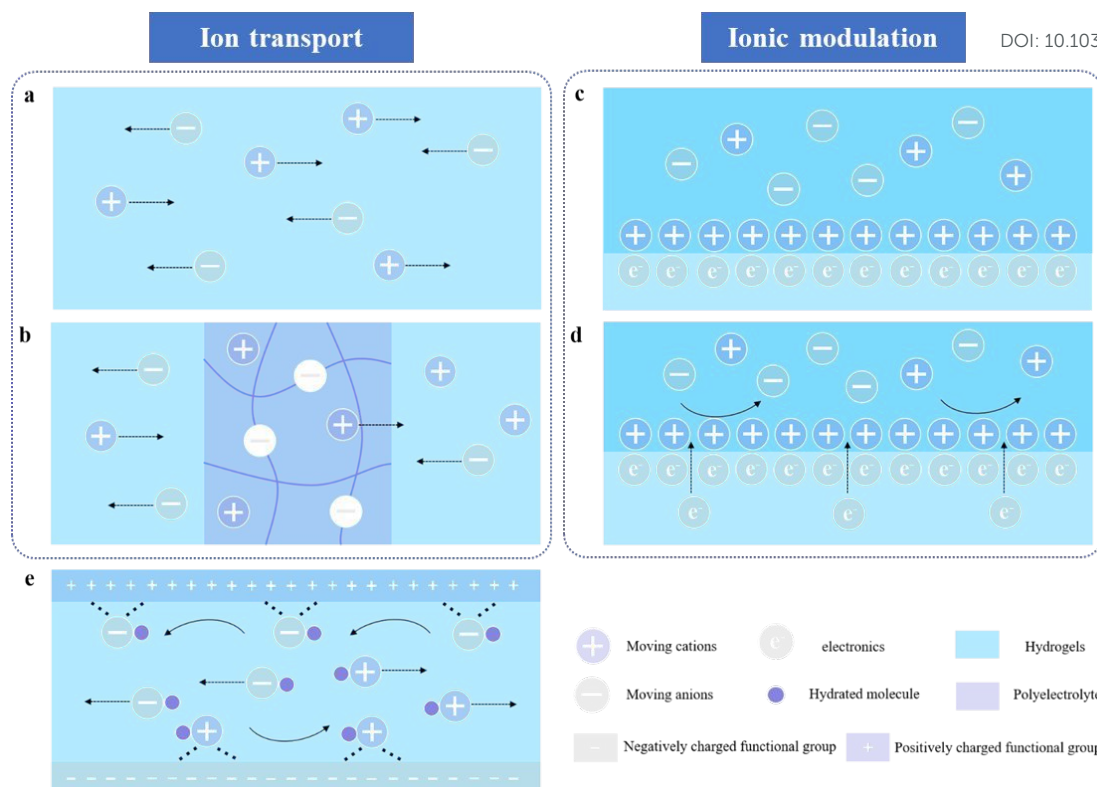 Ion transport
Ionic modulation
DOI: 10.103
a
c
b
d
e
Moving cations
electronics
Hydrogels
Moving anions
Hydrated molecule
Polyelectrolyte
Negatively charged functional group
Positively charged functional group